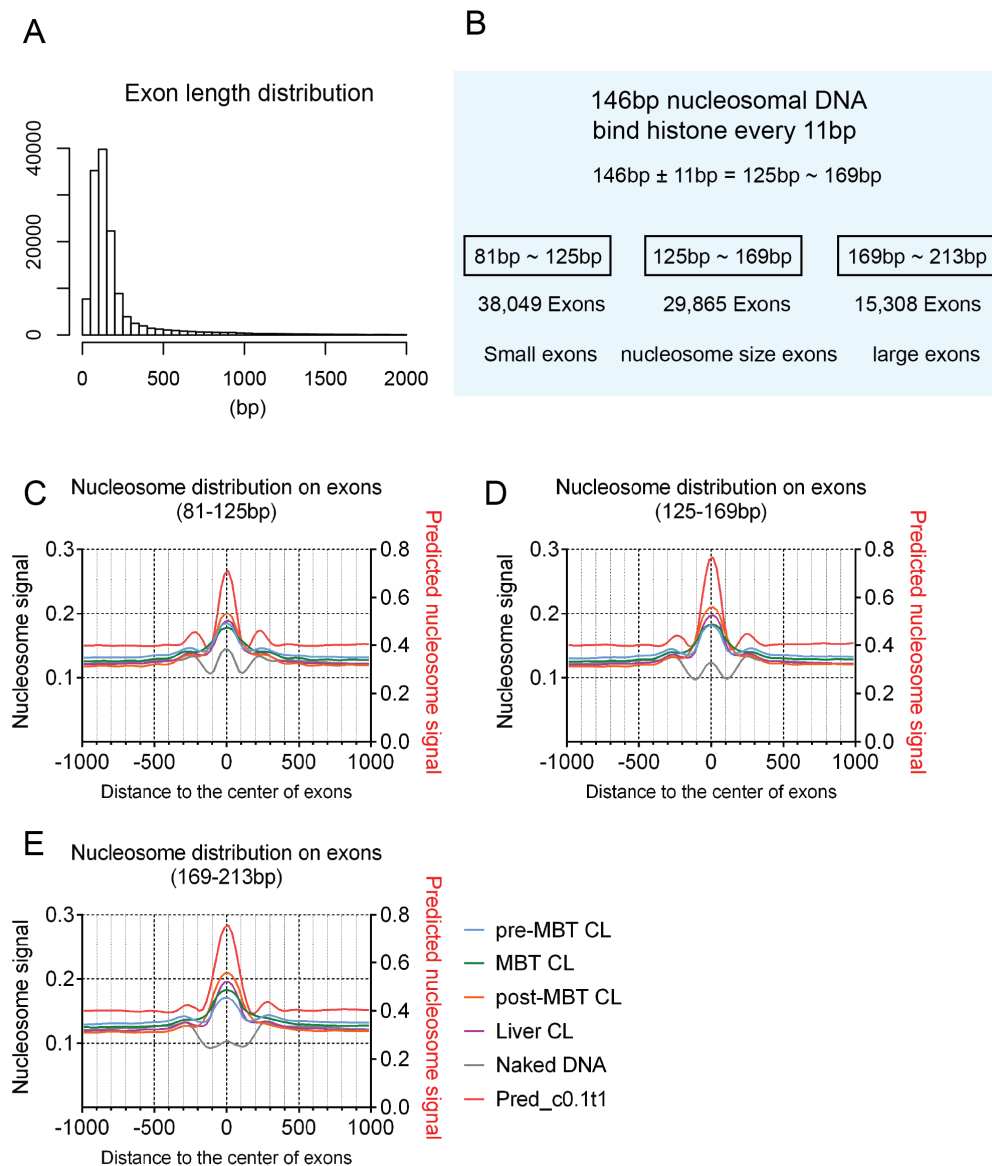 A
Exon length distribution
40000
20000
0
0 500 1000 1500 2000
(bp)
B
146bp nucleosomal DNA
bind histone every 11bp
146bp ± 11bp = 125bp ~ 169bp
81bp ~ 125bp 125bp ~ 169bp 169bp ~ 213bp
38,049 Exons 29,865 Exons 15,308 Exons
Small exons nucleosome size exons large exons
C
Nucleosome distribution on exons
(81-125bp)
Nucleosome signal
0.3
0.2
0.1
Predicted nucleosome signal
0.8
0.6
0.4
0.2
0.0
-1000 -500 0 500 1000
Distance to the center of exons
D
Nucleosome distribution on exons
(125-169bp)
Nucleosome signal
0.3
0.2
0.1
Predicted nucleosome signal
0.8
0.6
0.4
0.2
0.0
-1000 -500 0 500 1000
Distance to the center of exons
E
Nucleosome distribution on exons
(169-213bp)
Nucleosome signal
0.3
0.2
0.1
Predicted nucleosome signal
0.8
0.6
0.4
0.2
0.0
-1000 -500 0 500 1000
Distance to the center of exons
pre-MBT CL
MBT CL
post-MBT CL
Liver CL
Naked DNA
Pred_c0.1t1